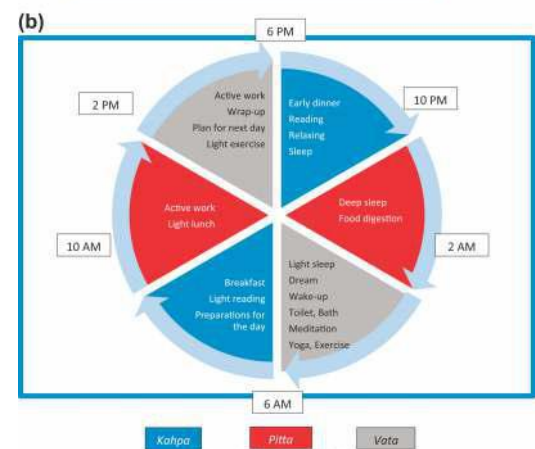 (b)
6 PM
10 PM
2 AM
6 AM
10 AM
2 PM
Early dinner
Reading
Relaxing
Sleep
Deep sleep
Food digestion
Light sleep
Dream
Wake-up
Toilet, Bath
Meditation
Yoga, Exercise
Breakfast
Light reading
Preparations for
the day
Active work
Light lunch
Active work
Wrap-up
Plan for next day
Light exercise
Kahpa
Pitta
Vata